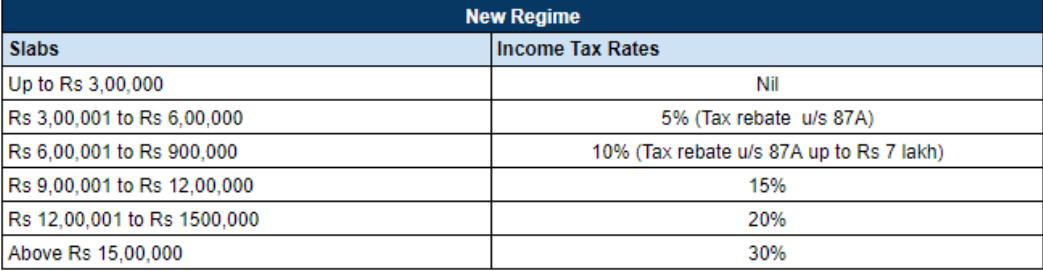 New Regime
Slabs Income Tax Rates
Up to Rs 3,00,000 Nil
Rs 3,00,001 to Rs 6,00,000 5% (Tax rebate u/s 87A)
Rs 6,00,001 to Rs 900,000 10% (Tax rebate u/s 87A up to Rs 7 lakh)
Rs 9,00,001 to Rs 12,00,000 15%
Rs 12,00,001 to Rs 1500,000 20%
Above Rs 15,00,000 30%